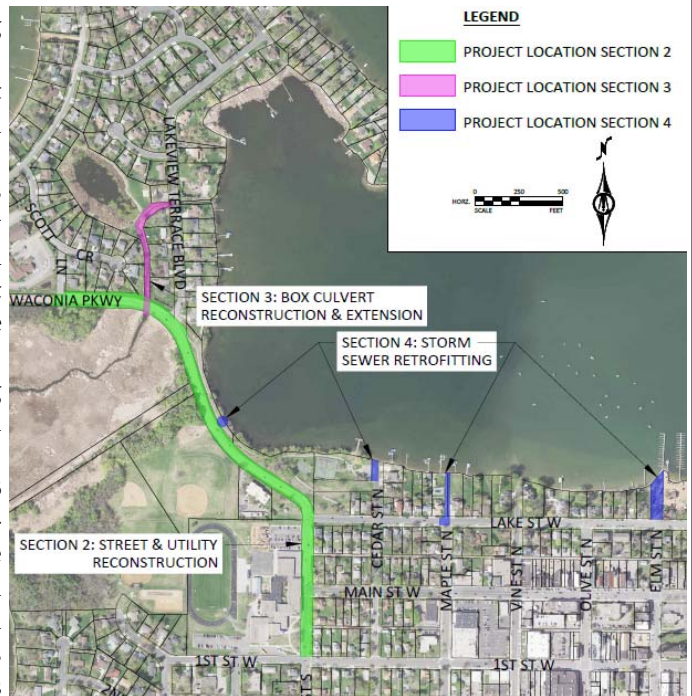 LEGEND
PROJECT LOCATION SECTION 2
PROJECT LOCATION SECTION 3
PROJECT LOCATION SECTION 4
N
0 250 500
HORZ.
SCALE FEET
LAKEVIEW TERRACE BLVD
SCOTT
LN
CR
WACONIA PKWY
SECTION 3: BOX CULVERT
RECONSTRUCTION & EXTENSION
SECTION 4: STORM
SEWER RETROFITTING
SECTION 2: STREET & UTILITY
RECONSTRUCTION
CEDAR ST N
MAPLE ST N
LAKE ST W
VINE ST N
OLIVE ST N
ELM ST N
MAIN ST W
1ST ST W
1ST ST W